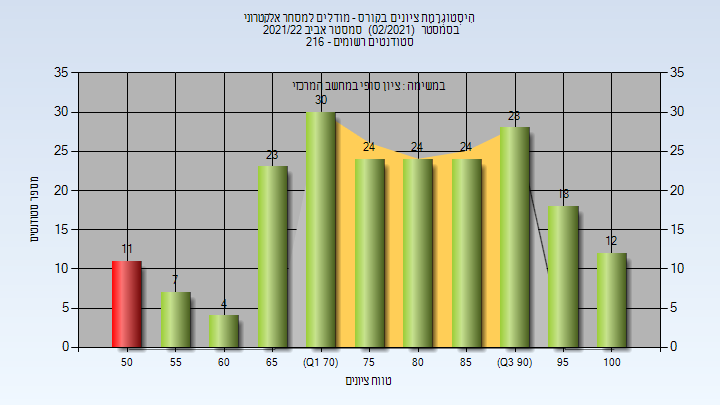 היסטוגרמת ציונים בקורס - מודלים למסחר אלקטרוני
בסמסטר (02/2021) סמסטר אביב 2021/22
סטודנטים רשומים - 216
במשימה : ציון סופי במחשב המרכזי
מספר סטודנטים
35 35
30 30
25 25
20 20
15 15
10 10
5 5
0 0
11 7 4 23 30 24 24 24 28 18 12
50 55 60 65 (Q1 70) 75 80 85 (Q3 90) 95 100
טווח ציונים